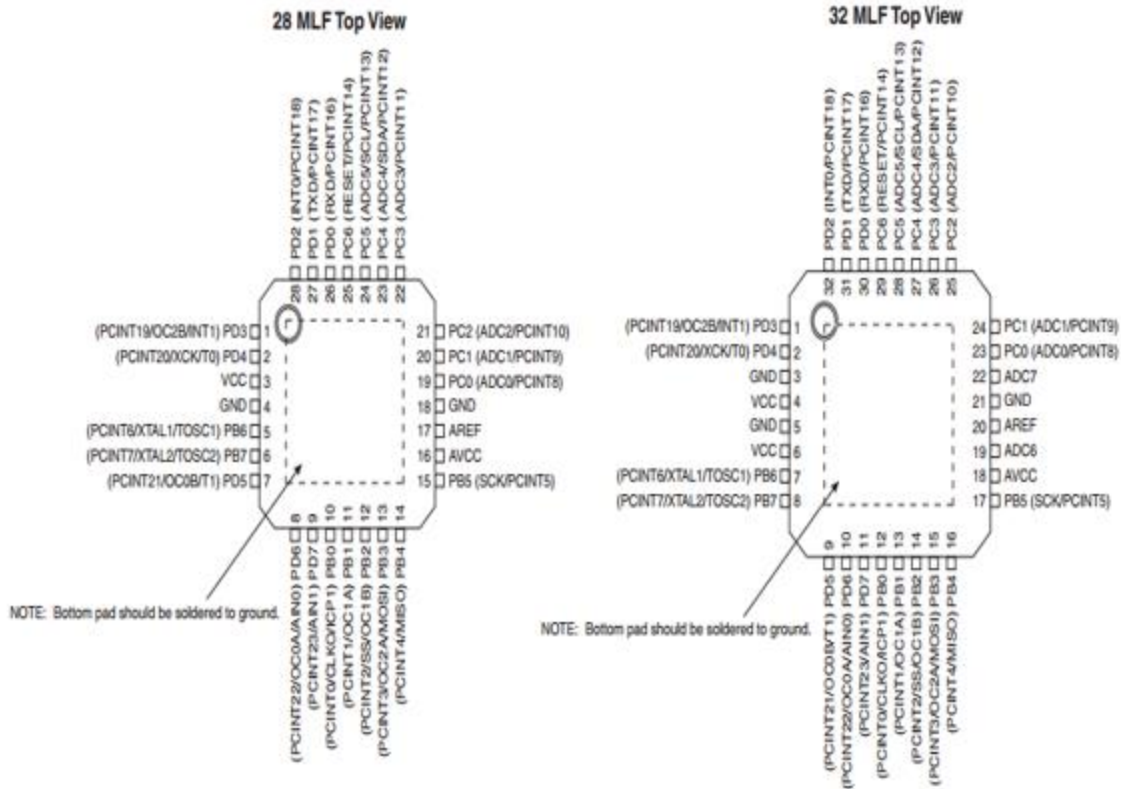 28 MLF Top View
PD2 (INT0/PCINT18)
PD1 (TXD/PCINT17)
PD0 (RXD/PCINT16)
PC6 (RESET/PCINT14)
PC5 (ADC5/SCL/PCINT13)
PC4 (ADC4/SDA/PCINT12)
PC3 (ADC3/PCINT11)
28
27
26
25
24
23
22
(PCINT19/OC2B/INT1) PD3 1
(PCINT20/XCK/T0) PD4 2
VCC 3
GND 4
(PCINT6/XTAL1/TOSC1) PB6 5
(PCINT7/XTAL2/TOSC2) PB7 6
(PCINT21/OC0B/T1) PD5 7
21 PC2 (ADC2/PCINT10)
20 PC1 (ADC1/PCINT9)
19 PC0 (ADC0/PCINT8)
18 GND
17 AREF
16 AVCC
15 PB5 (SCK/PCINT5)
8
9
10
11
12
13
14
(PCINT22/OC0A/AIN0) PD6
(PCINT23/AIN1) PD7
(PCINT0/CLKO/ICP1) PB0
(PCINT1/OC1A) PB1
(PCINT2/SS/OC1B) PB2
(PCINT3/OC2A/MOSI) PB3
(PCINT4/MISO) PB4
NOTE: Bottom pad should be soldered to ground.
32 MLF Top View
PD2 (INT0/PCINT18)
PD1 (TXD/PCINT17)
PD0 (RXD/PCINT16)
PC6 (RESET/PCINT14)
PC5 (ADC5/SCL/PCINT13)
PC4 (ADC4/SDA/PCINT12)
PC3 (ADC3/PCINT11)
PC2 (ADC2/PCINT10)
32
31
30
29
28
27
26
25
(PCINT19/OC2B/INT1) PD3 1
(PCINT20/XCK/T0) PD4 2
GND 3
VCC 4
GND 5
VCC 6
(PCINT6/XTAL1/TOSC1) PB6 7
(PCINT7/XTAL2/TOSC2) PB7 8
24 PC1 (ADC1/PCINT9)
23 PC0 (ADC0/PCINT8)
22 ADC7
21 GND
20 AREF
19 ADC6
18 AVCC
17 PB5 (SCK/PCINT5)
9
10
11
12
13
14
15
16
(PCINT21/OC0B/T1) PD5
(PCINT22/OC0A/AIN0) PD6
(PCINT23/AIN1) PD7
(PCINT0/CLKO/ICP1) PB0
(PCINT1/OC1A) PB1
(PCINT2/SS/OC1B) PB2
(PCINT3/OC2A/MOSI) PB3
(PCINT4/MISO) PB4
NOTE: Bottom pad should be soldered to ground.